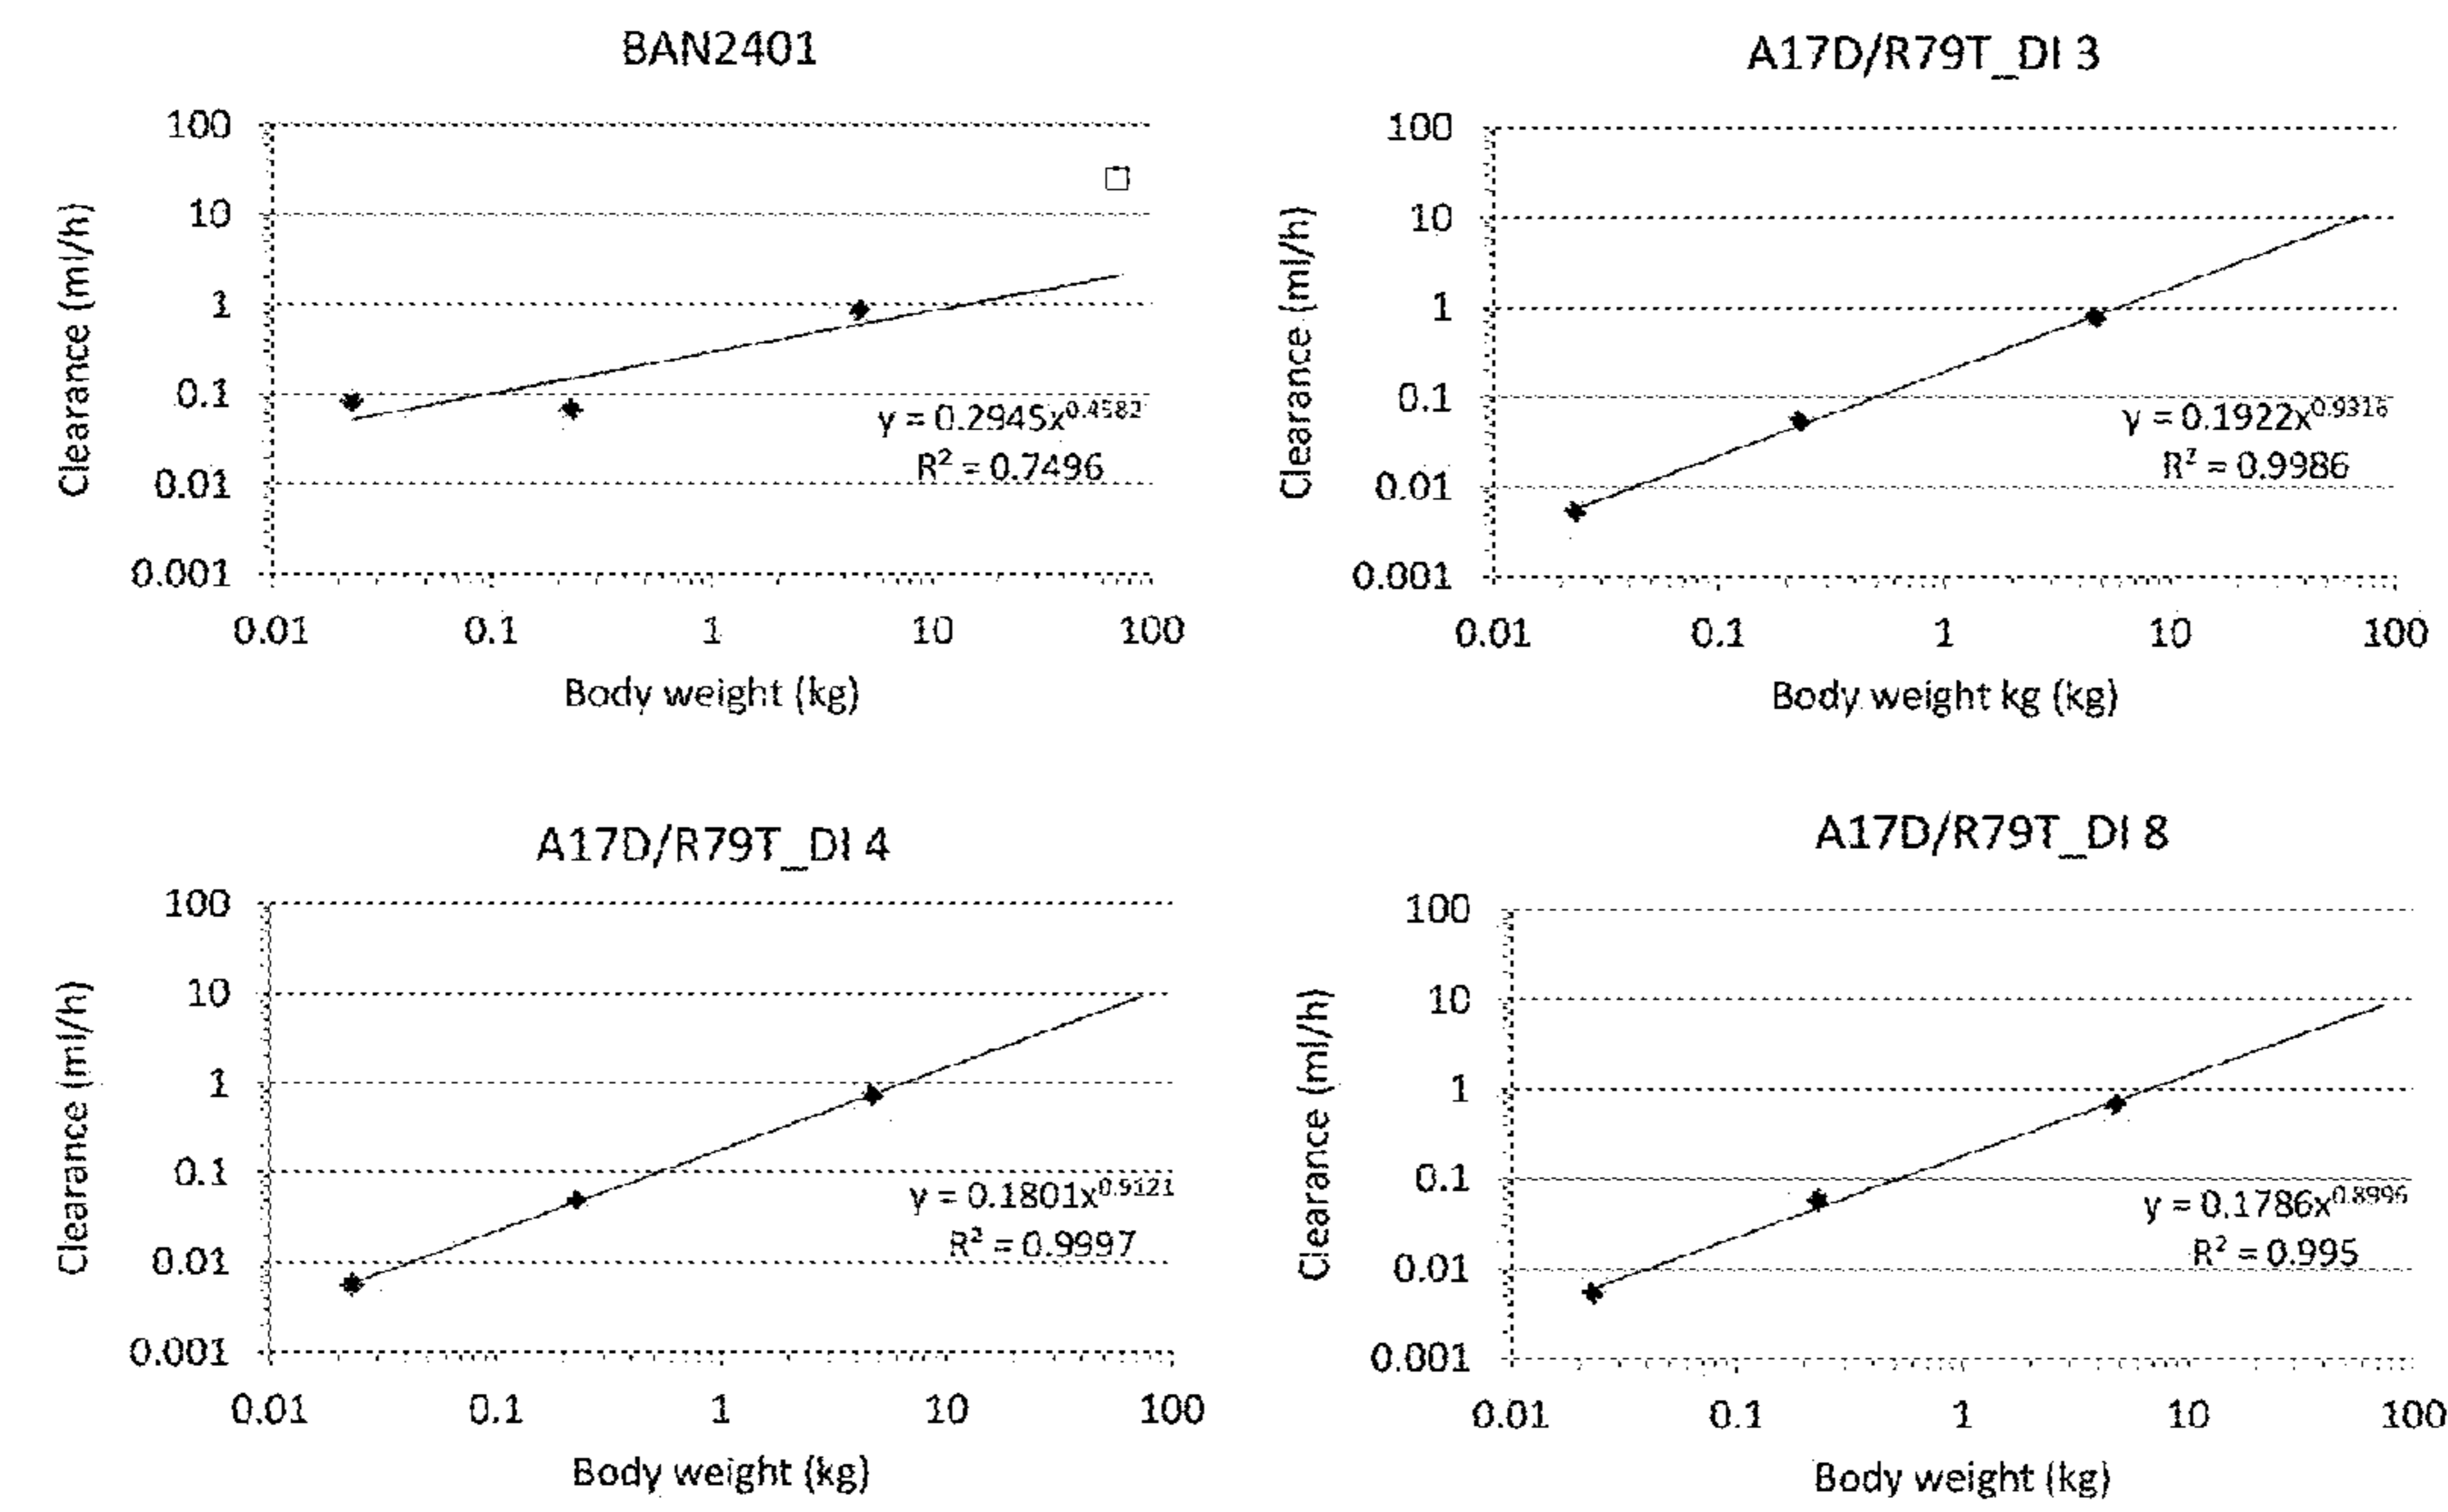 BAN2401
100
10
1
0.1
0.01
0.001
Clearance (ml/h)
y = 0.2945x^0.4582
R² = 0.7496
0.01 0.1 1 10 100
Body weight (kg)
A17D/R79T_DI 3
100
10
1
0.1
0.01
0.001
Clearance (ml/h)
y = 0.1922x^0.9316
R² = 0.9986
0.01 0.1 1 10 100
Body weight kg (kg)
A17D/R79T_DI 4
100
10
1
0.1
0.01
0.001
Clearance (ml/h)
y = 0.1801x^0.9121
R² = 0.9997
0.01 0.1 1 10 100
Body weight (kg)
A17D/R79T_DI 8
100
10
1
0.1
0.01
0.001
Clearance (ml/h)
y = 0.1786x^0.8996
R² = 0.995
0.01 0.1 1 10 100
Body weight (kg)